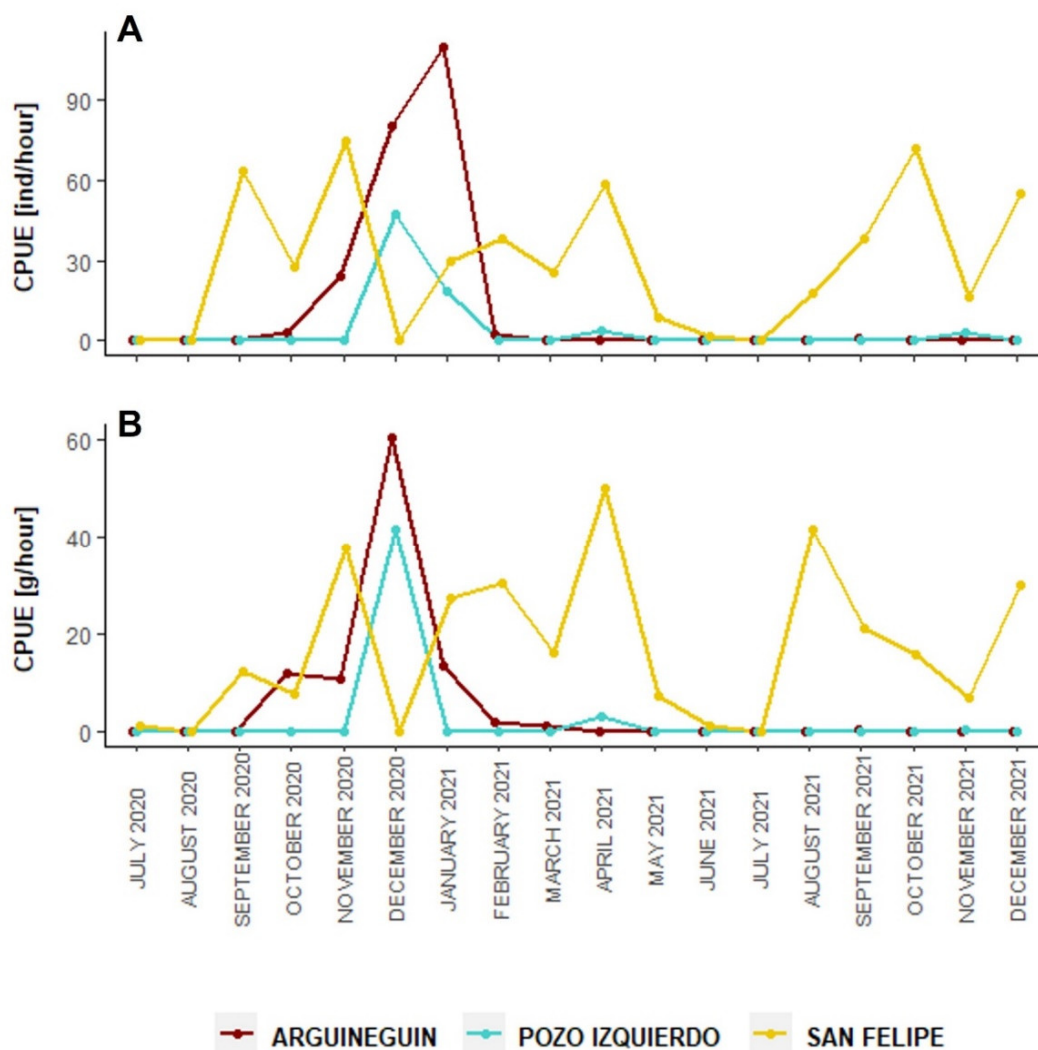 A
CPUE [ind/hour]
90
60
30
0
B
CPUE [g/hour]
60
40
20
0
JULY 2020
AUGUST 2020
SEPTEMBER 2020
OCTOBER 2020
NOVEMBER 2020
DECEMBER 2020
JANUARY 2021
FEBRUARY 2021
MARCH 2021
APRIL 2021
MAY 2021
JUNE 2021
JULY 2021
AUGUST 2021
SEPTEMBER 2021
OCTOBER 2021
NOVEMBER 2021
DECEMBER 2021
ARGUINEGUIN POZO IZQUIERDO SAN FELIPE